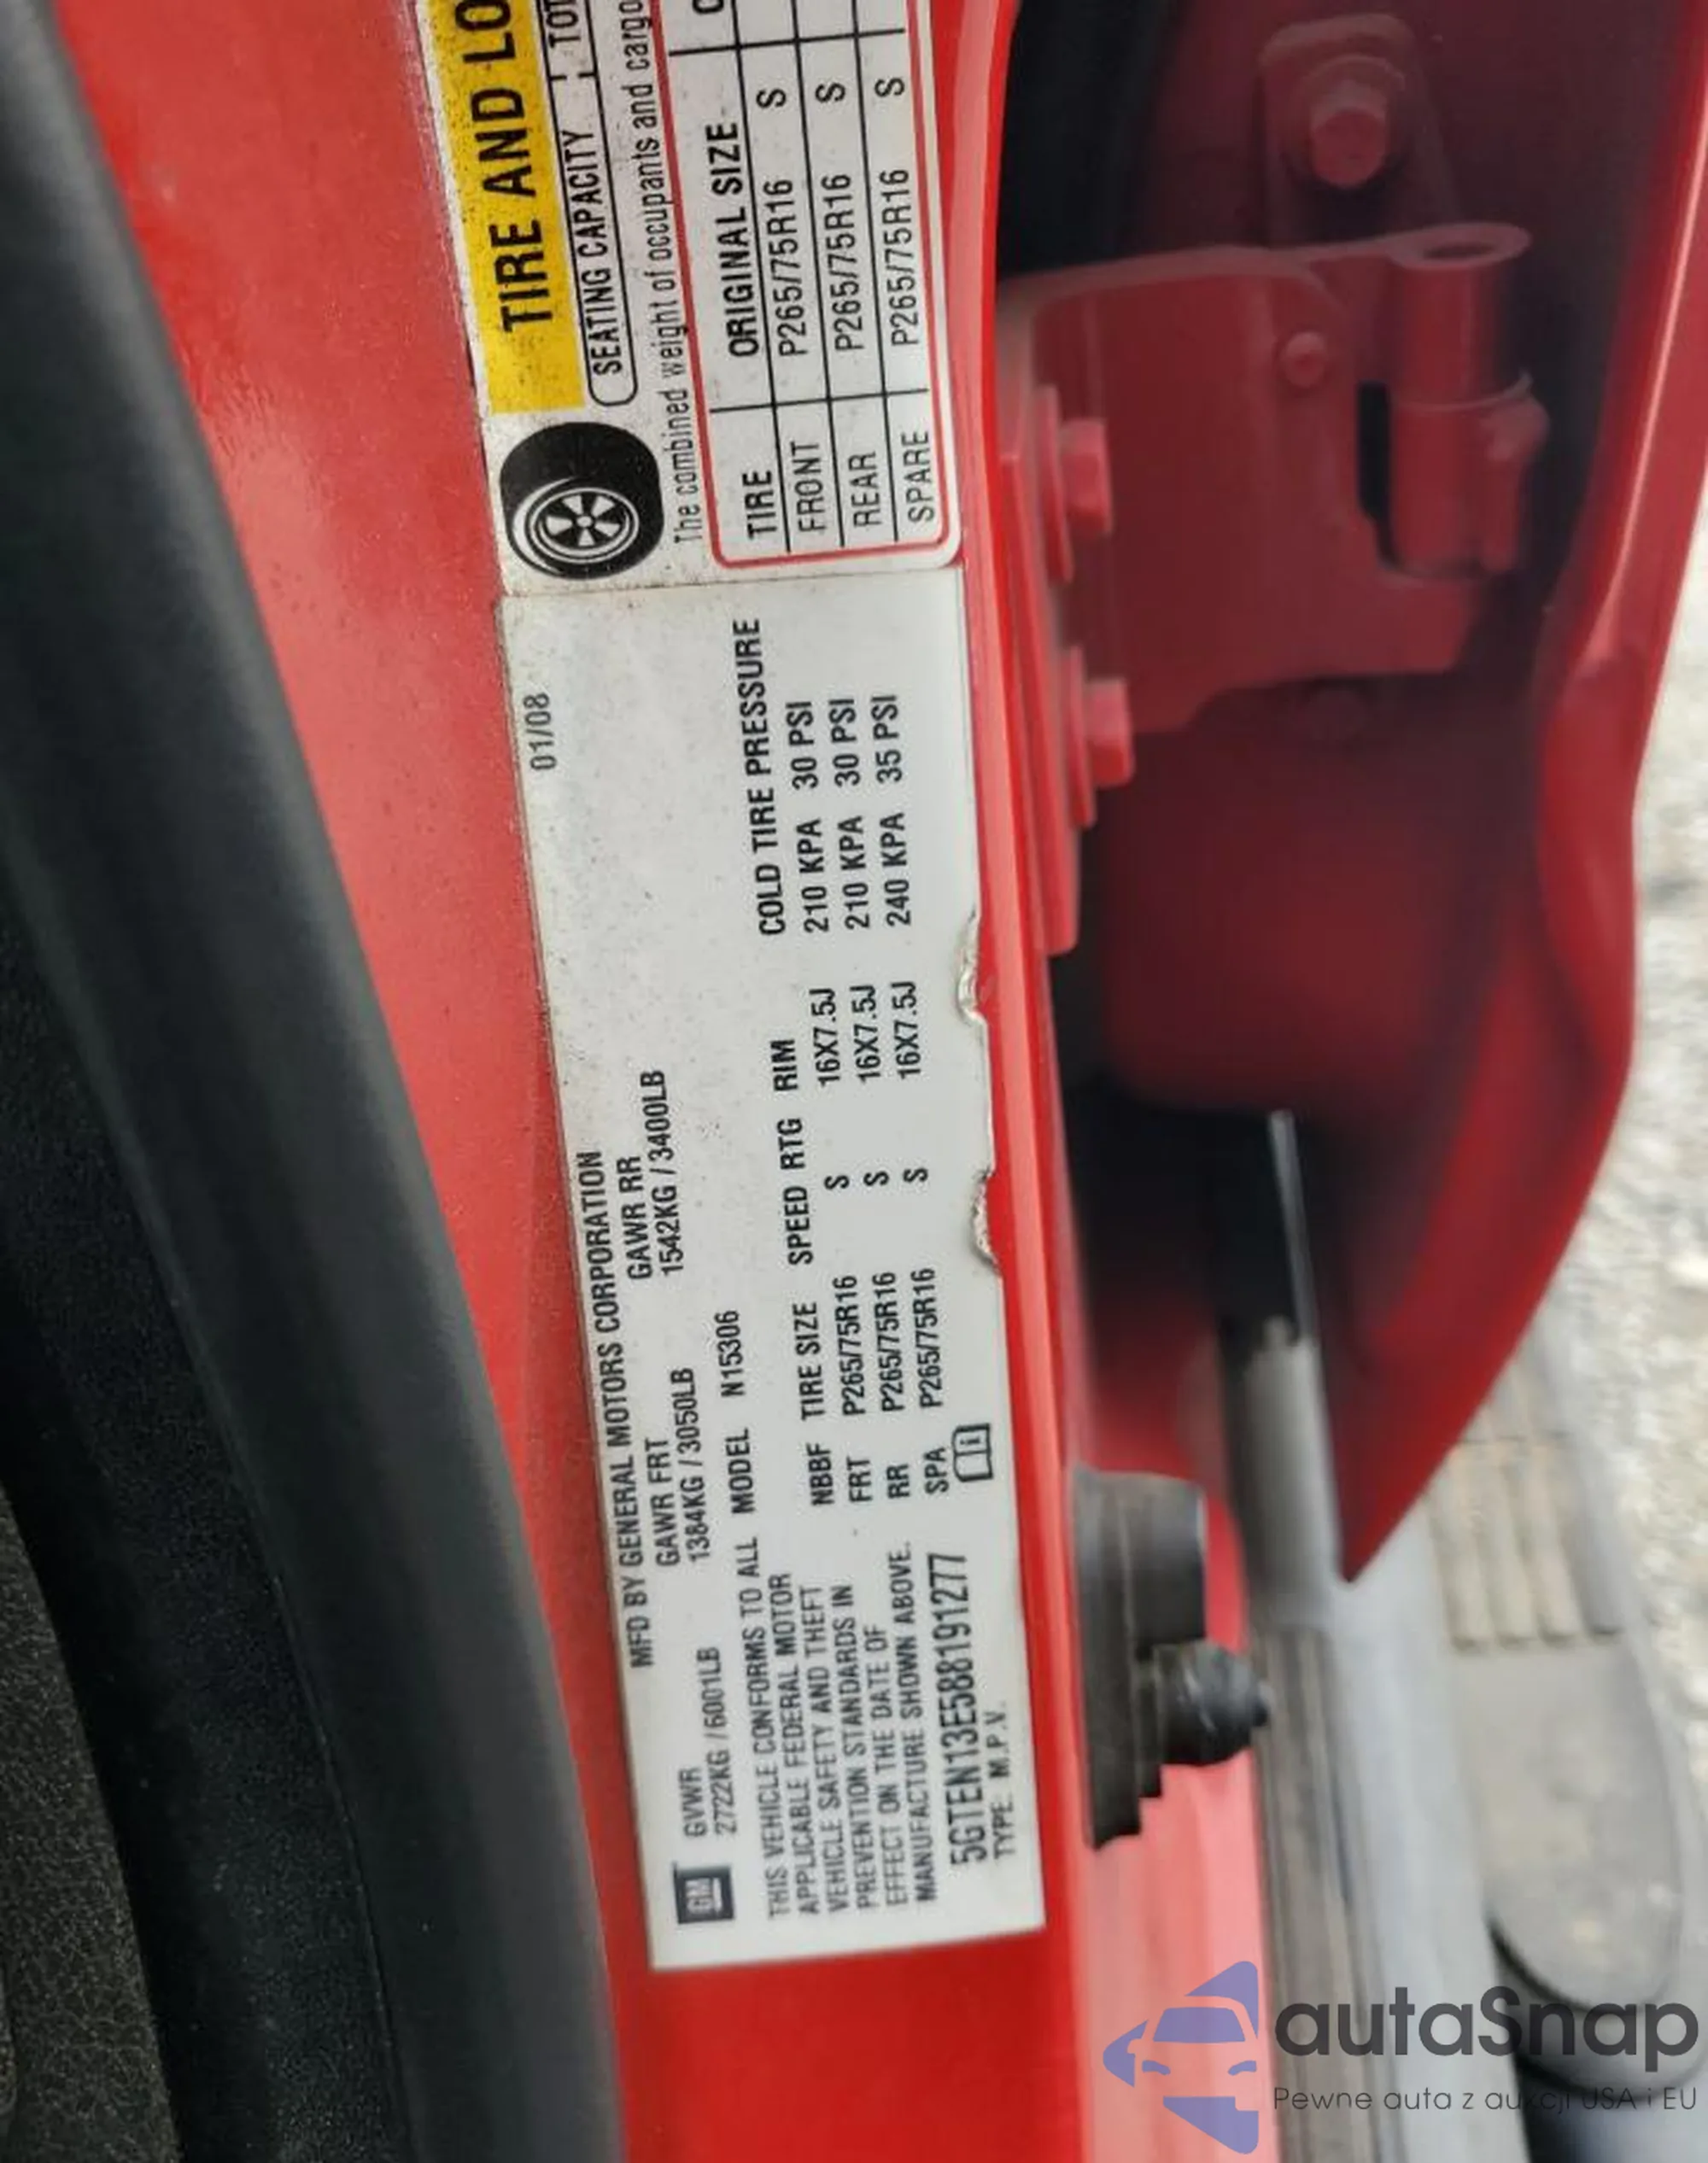 01/08
MFD BY GENERAL MOTORS CORPORATION
GM GVWR GAWR FRT GAWR RR
2722KG / 6001LB 1384KG / 3050LB 1542KG / 3400LB
THIS VEHICLE CONFORMS TO ALL
APPLICABLE FEDERAL MOTOR
VEHICLE SAFETY AND THEFT
PREVENTION STANDARDS IN
EFFECT ON THE DATE OF
MANUFACTURE SHOWN ABOVE.
5GTEN13E588191277
TYPE: M.P.V.
MODEL N15306
NBBF TIRE SIZE SPEED RTG RIM COLD TIRE PRESSURE
FRT P265/75R16 S 16X7.5J 210 KPA 30 PSI
RR P265/75R16 S 16X7.5J 210 KPA 30 PSI
SPA P265/75R16 S 16X7.5J 240 KPA 35 PSI
TIRE AND LO
SEATING CAPACITY TOT
The combined weight of occupants and cargo
TIRE ORIGINAL SIZE
FRONT P265/75R16 S
REAR P265/75R16 S
SPARE P265/75R16 S
autaSnap
Pewne auta z aukcji USA i EU